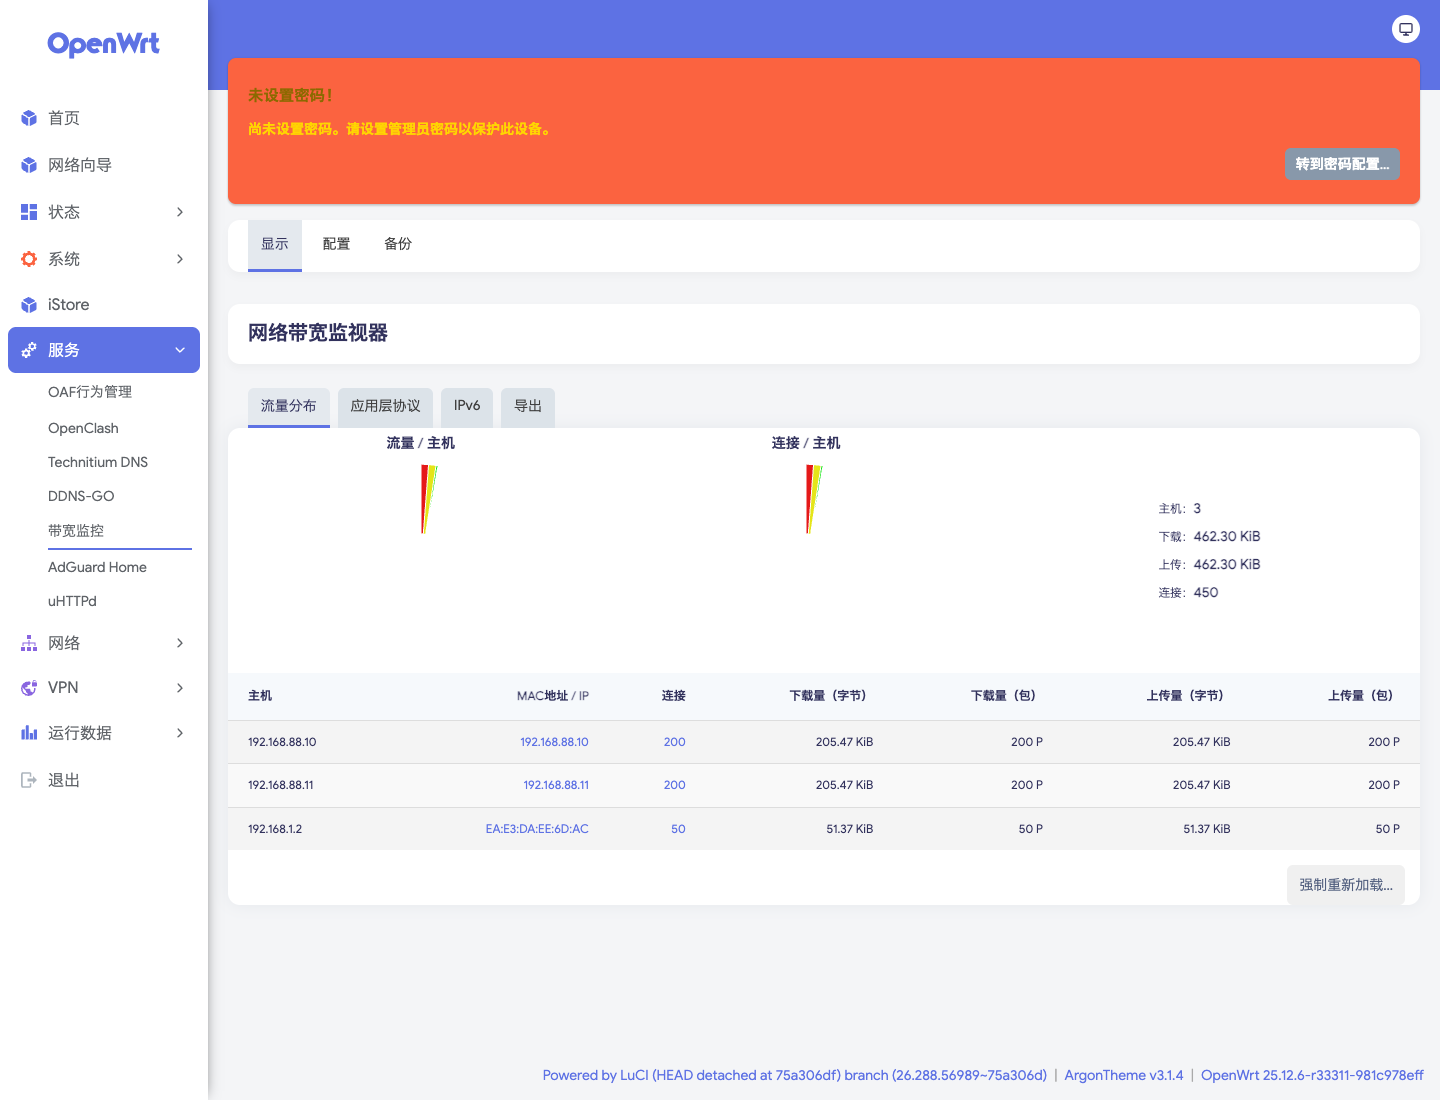 OpenWrt
首页
网络向导
状态
系统
iStore
服务
OAF行为管理
OpenClash
Technitium DNS
DDNS-GO
带宽监控
AdGuard Home
uHTTPd
网络
VPN
运行数据
退出
未设置密码！
尚未设置密码。请设置管理员密码以保护此设备。
转到密码配置...
显示 配置 备份
网络带宽监视器
流量分布 应用层协议 IPv6 导出
流量 / 主机 连接 / 主机
主机： 3
下载： 462.30 KiB
上传： 462.30 KiB
连接： 450
主机 MAC地址 / IP 连接 下载量（字节） 下载量（包） 上传量（字节） 上传量（包）
192.168.88.10 192.168.88.10 200 205.47 KiB 200 P 205.47 KiB 200 P
192.168.88.11 192.168.88.11 200 205.47 KiB 200 P 205.47 KiB 200 P
192.168.1.2 EA:E3:DA:EE:6D:AC 50 51.37 KiB 50 P 51.37 KiB 50 P
强制重新加载...
Powered by LuCI (HEAD detached at 75a306df) branch (26.288.56989~75a306d) | ArgonTheme v3.1.4 | OpenWrt 25.12.6-r33311-981c978eff